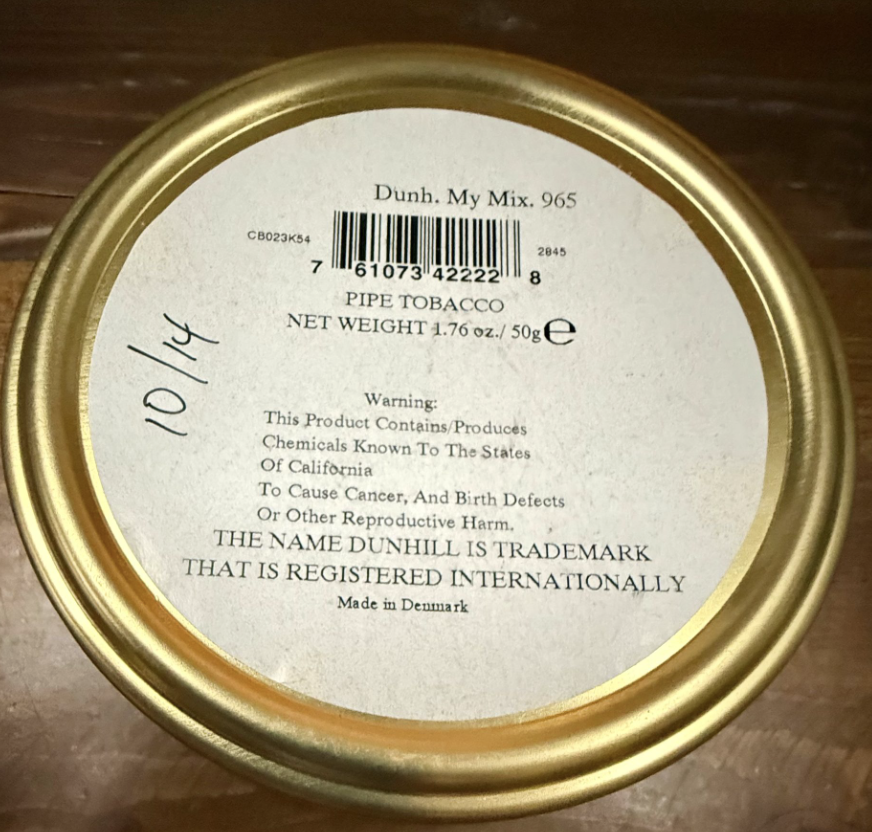 Dunh. My Mix. 965
CB023K54
2845
7 61073 42222 8
PIPE TOBACCO
NET WEIGHT 1.76 oz./ 50g ℮
10/14
Warning:
This Product Contains/Produces
Chemicals Known To The States
Of California
To Cause Cancer, And Birth Defects
Or Other Reproductive Harm.
THE NAME DUNHILL IS TRADEMARK
THAT IS REGISTERED INTERNATIONALLY
Made in Denmark